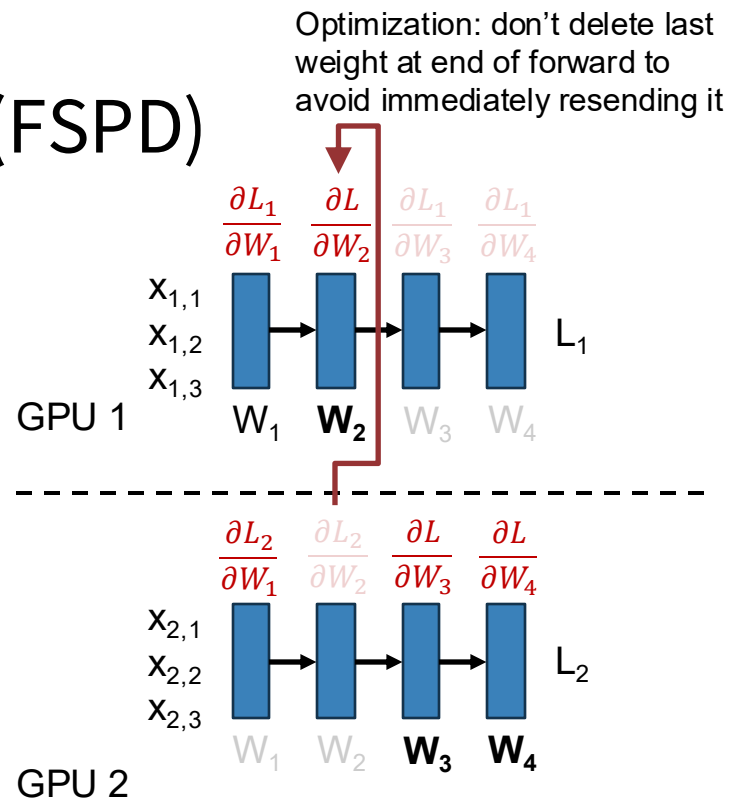 Optimization: don’t delete last
weight at end of forward to
avoid immediately resending it
(FSPD)
∂L₁/∂W₁ ∂L/∂W₂ ∂L₁/∂W₃ ∂L₁/∂W₄
x₁,₁
x₁,₂
x₁,₃
L₁
GPU 1
W₁ W₂ W₃ W₄
∂L₂/∂W₁ ∂L₂/∂W₂ ∂L/∂W₃ ∂L/∂W₄
x₂,₁
x₂,₂
x₂,₃
L₂
W₁ W₂ W₃ W₄
GPU 2